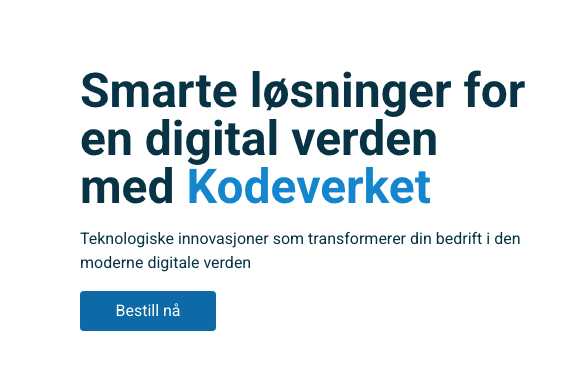 Smarte løsninger for
en digital verden
med Kodeverket
Teknologiske innovasjoner som transformerer din bedrift i den
moderne digitale verden
Bestill nå